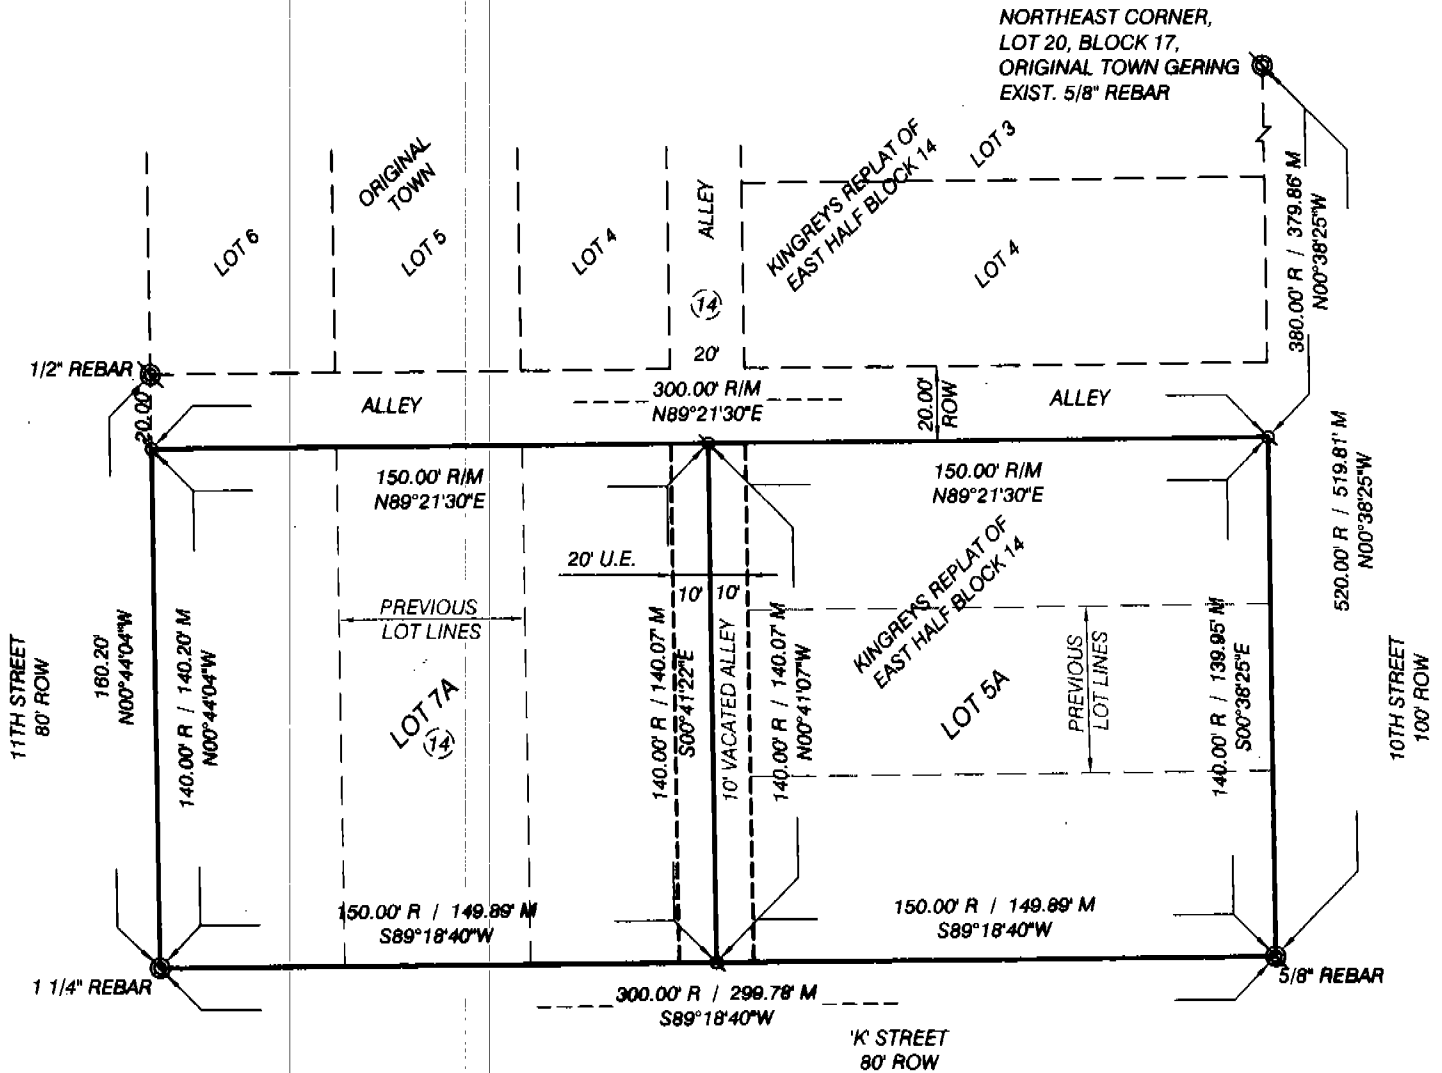 NORTHEAST CORNER,
LOT 20, BLOCK 17,
ORIGINAL TOWN GERING
EXIST. 5/8" REBAR
ORIGINAL
TOWN
LOT 6
LOT 5
LOT 4
ALLEY
14
20'
KINGREY'S REPLAT OF
EAST HALF BLOCK 14
LOT 3
LOT 4
380.00' R / 379.86' M
N00°38'25"W
1/2" REBAR
20.00'
ALLEY
300.00' R/M
N89°21'30"E
20.00'
ROW
ALLEY
150.00' R/M
N89°21'30"E
150.00' R/M
N89°21'30"E
520.00' R / 519.81' M
N00°38'25"W
20' U.E.
10'
10'
KINGREY'S REPLAT OF
EAST HALF BLOCK 14
PREVIOUS
LOT LINES
11TH STREET
80' ROW
160.20'
N00°44'04"W
140.00' R / 140.20' M
N00°44'04"W
LOT 7A
14
140.00' R / 140.07' M
S00°41'22"E
10' VACATED ALLEY
140.00' R / 140.07' M
N00°41'07"W
LOT 5A
PREVIOUS
LOT LINES
140.00' R / 139.95' M
S00°38'25"E
10TH STREET
100' ROW
150.00' R / 149.89' M
S89°18'40"W
150.00' R / 149.89' M
S89°18'40"W
1 1/4" REBAR
5/8" REBAR
300.00' R / 299.78' M
S89°18'40"W
'K' STREET
80' ROW